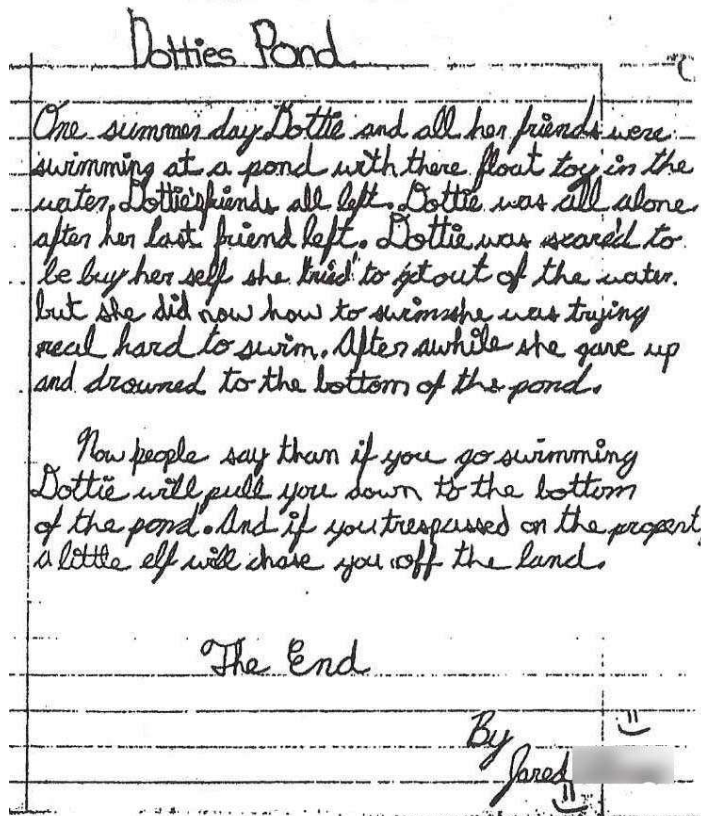 Dotties Pond
One summer day Dottie and all her friends were
swimming at a pond with there float toy in the
water. Dottie's friends all left. Dottie was all alone
after her last friend left. Dottie was scared to
be buy her self she tried to get out of the water.
but she did now how to swim she was trying
real hard to swim. After awhile she gave up
and drowned to the bottom of the pond.
Now people say than if you go swimming
Dottie will pull you down to the bottom
of the pond. And if you trespassed on the property
a little elf will chase you off the land.
The End
By
Jared